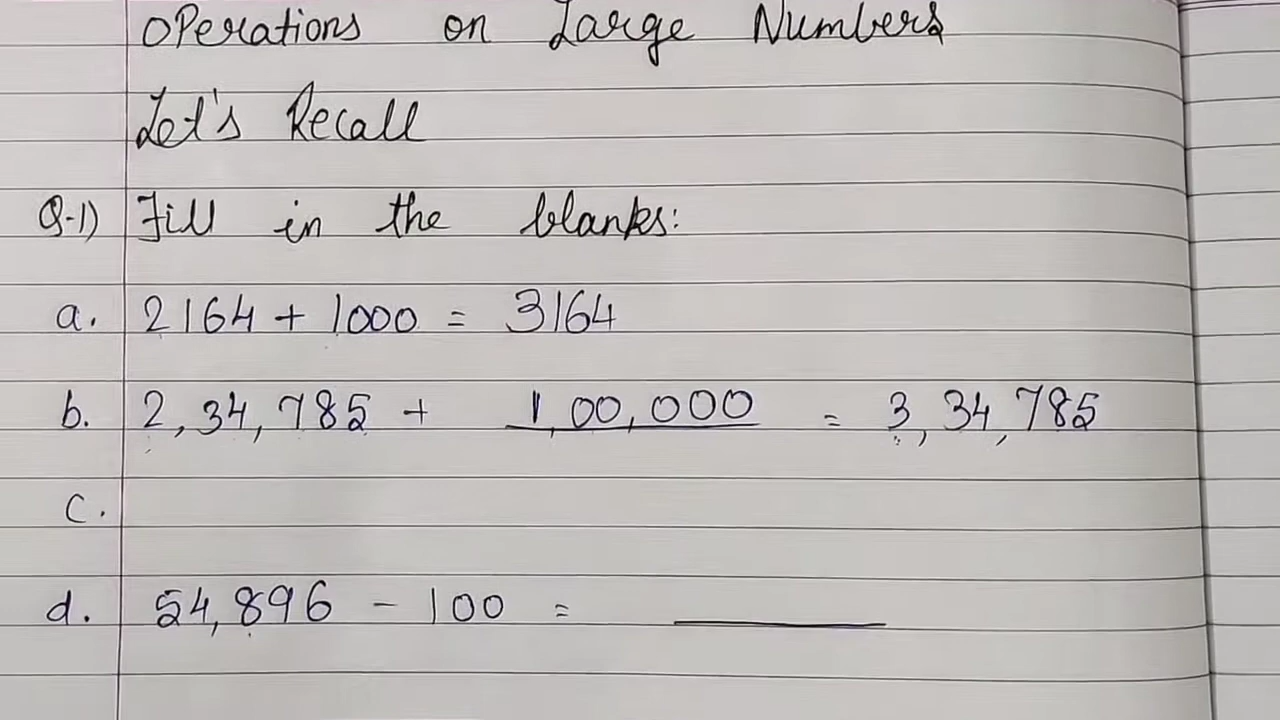 Operations on Large Numbers
Let's Recall
Q-1) Fill in the blanks:
a. 2164 + 1000 = 3164
b. 2,34,785 + 1,00,000 = 3,34,785
c.
d. 54,896 - 100 = ______